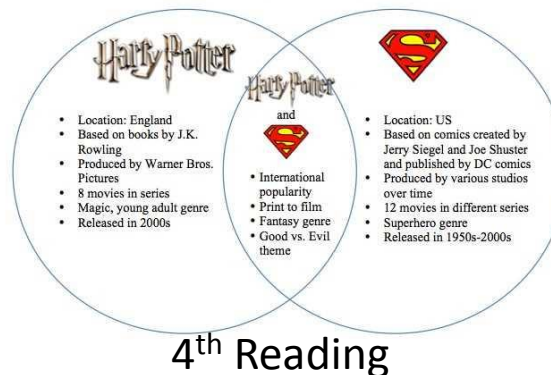 Harry Potter
• Location: England
• Based on books by J.K.
Rowling
• Produced by Warner Bros.
Pictures
• 8 movies in series
• Magic, young adult genre
• Released in 2000s
Harry Potter
and
S
• International
popularity
• Print to film
• Fantasy genre
• Good vs. Evil
theme
S
• Location: US
• Based on comics created by
Jerry Siegel and Joe Shuster
and published by DC comics
• Produced by various studios
over time
• 12 movies in different series
• Superhero genre
• Released in 1950s-2000s
4th Reading